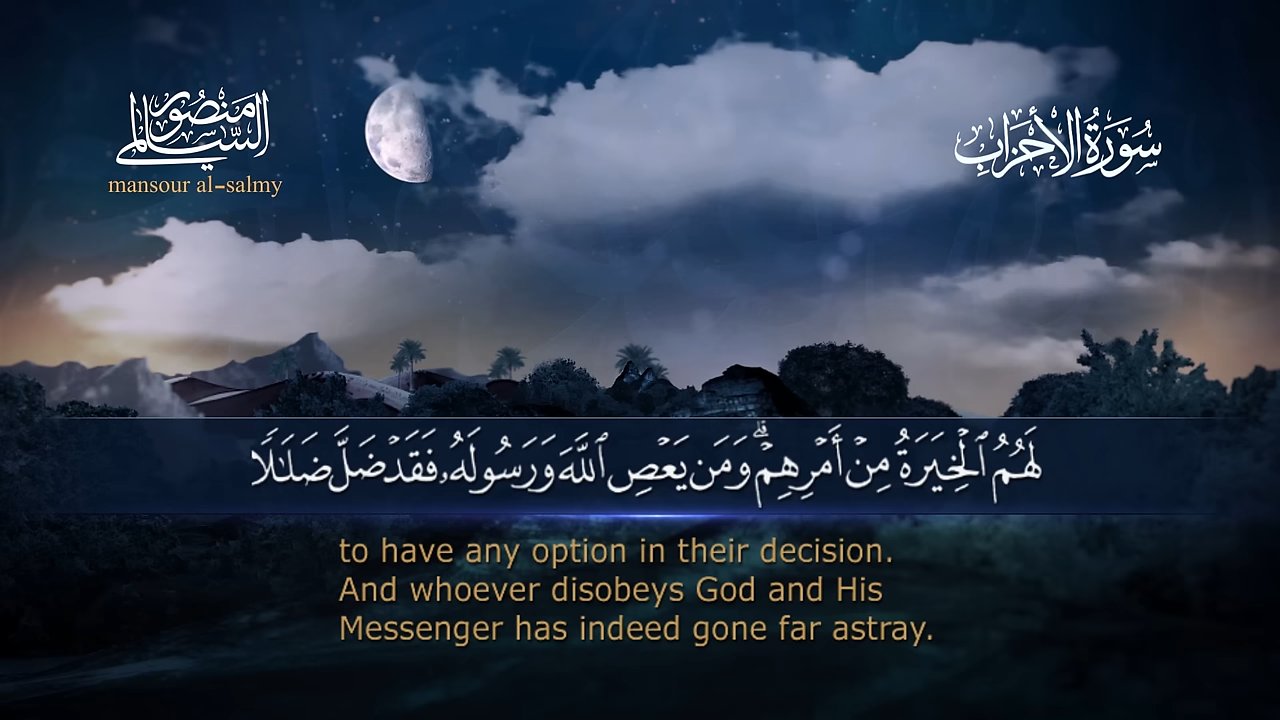 منصور السالمي
mansour al-salmy
سُورَةُ الأَحْزَابِ
لَهُمُ ٱلْخِيَرَةُ مِنْ أَمْرِهِمْ ۗ وَمَن يَعْصِ ٱللَّهَ وَرَسُولَهُۥ فَقَدْ ضَلَّ ضَلَـٰلًا
to have any option in their decision.
And whoever disobeys God and His
Messenger has indeed gone far astray.